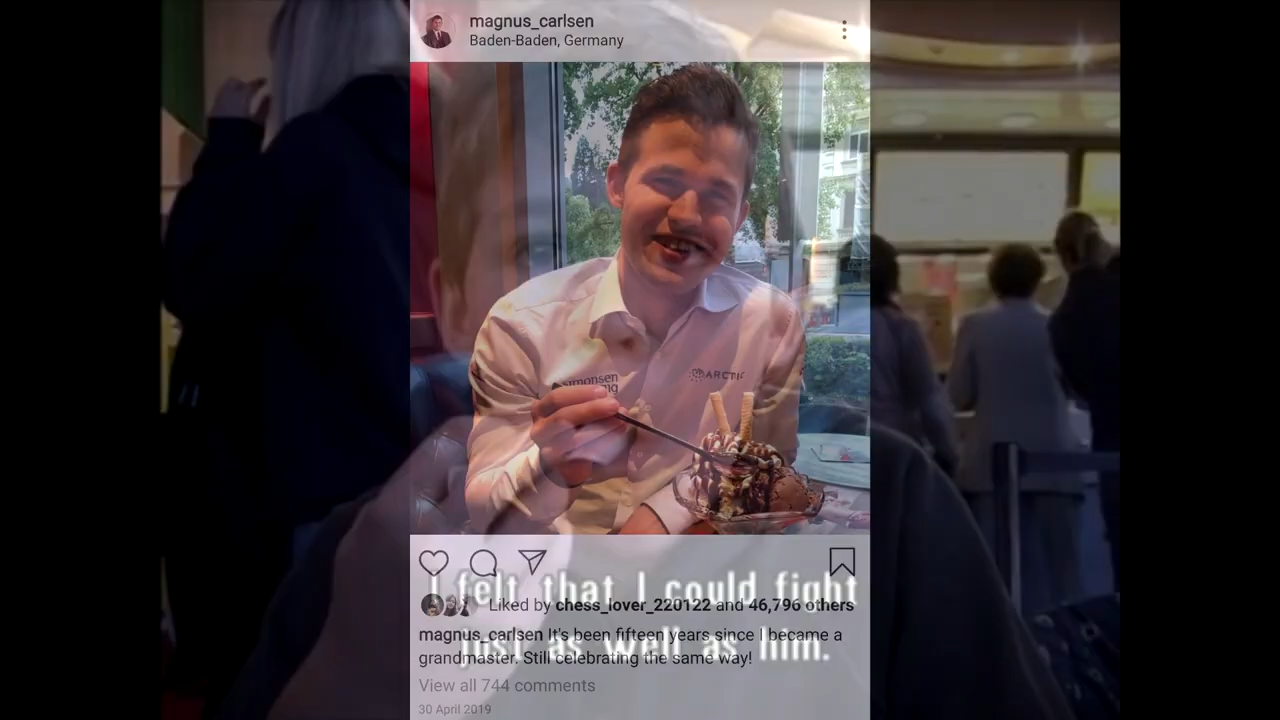 magnus_carlsen
Baden-Baden, Germany
simonsen
ARCTIC
I felt that I could fight
Liked by chess_lover_220122 and 46,796 others
magnus_carlsen It's been fifteen years since I became a
just as well as him.
grandmaster. Still celebrating the same way!
View all 744 comments
30 April 2019